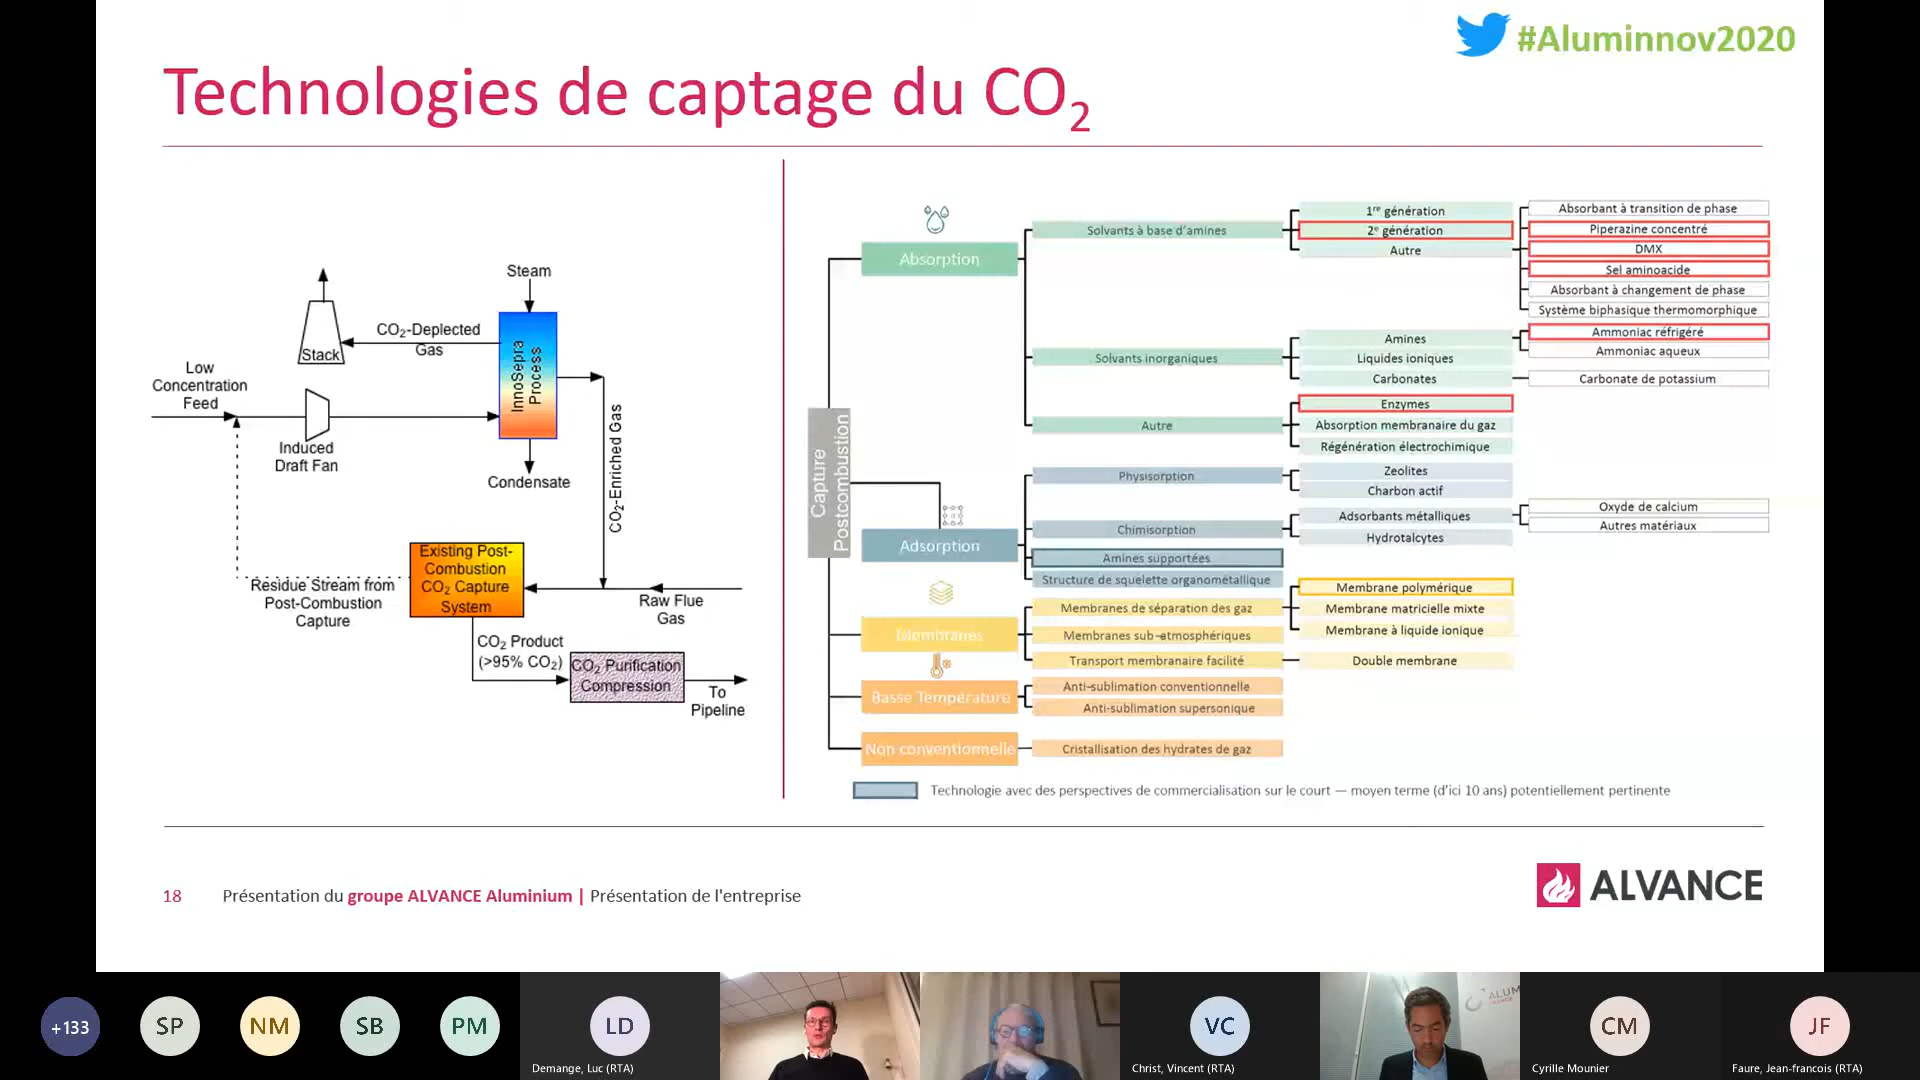 #Aluminnov2020
Technologies de captage du CO2
Steam
CO2-Deplected
Gas
Stack
InnoSepra
Process
Low
Concentration
Feed
Induced
Draft Fan
Condensate
CO2-Enriched Gas
Existing Post-
Combustion
CO2 Capture
System
Residue Stream from
Post-Combustion
Capture
Raw Flue
Gas
CO2 Product
(>95% CO2)
CO2 Purification
Compression
To
Pipeline
Capture
Postcombustion
Absorption
Solvants à base d'amines
1re génération
2e génération
Autre
Absorbant à transition de phase
Piperazine concentré
DMX
Sel aminoacide
Absorbant à changement de phase
Système biphasique thermomorphique
Solvants inorganiques
Amines
Liquides ioniques
Carbonates
Ammoniac réfrigéré
Ammoniac aqueux
Carbonate de potassium
Autre
Enzymes
Absorption membranaire du gaz
Régénération électrochimique
Adsorption
Physisorption
Zeolites
Charbon actif
Chimisorption
Adsorbants métalliques
Hydrotalcytes
Oxyde de calcium
Autres matériaux
Amines supportées
Structure de squelette organométallique
Membranes
Membranes de séparation des gaz
Membrane polymérique
Membrane matricielle mixte
Membrane à liquide ionique
Membranes sub-atmosphériques
Transport membranaire facilité
Double membrane
Basse Température
Anti-sublimation conventionnelle
Anti-sublimation supersonique
Non conventionnelle
Cristallisation des hydrates de gaz
Technologie avec des perspectives de commercialisation sur le court — moyen terme (d'ici 10 ans) potentiellement pertinente
18
Présentation du groupe ALVANCE Aluminium | Présentation de l'entreprise
ALVANCE
+133
SP
NM
SB
PM
LD
Demange, Luc (RTA)
VC
Christ, Vincent (RTA)
ALUM
CM
Cyrille Mounier
JF
Faure, Jean-francois (RTA)